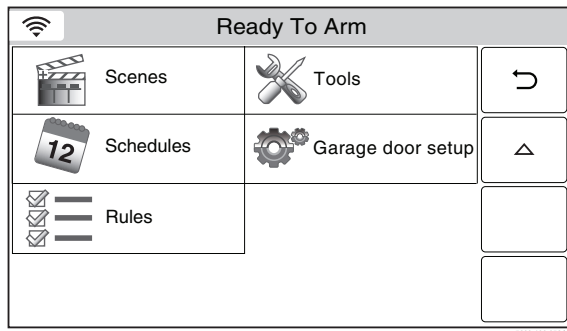 Ready To Arm
Scenes
Tools
12
Schedules
Garage door setup
Rules